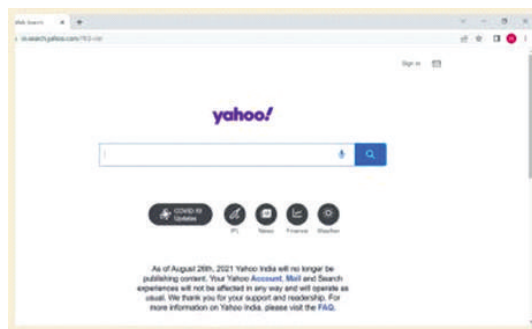 Web Search
in.search.yahoo.com/?fr2=inr
Sign in
yahoo!
COVID-19
Updates
IPL
News
Finance
Weather
As of August 26th, 2021 Yahoo India will no longer be
publishing content. Your Yahoo Account, Mail and Search
experiences will not be affected in any way and will operate as
usual. We thank you for your support and readership. For
more information on Yahoo India, please visit the FAQ.